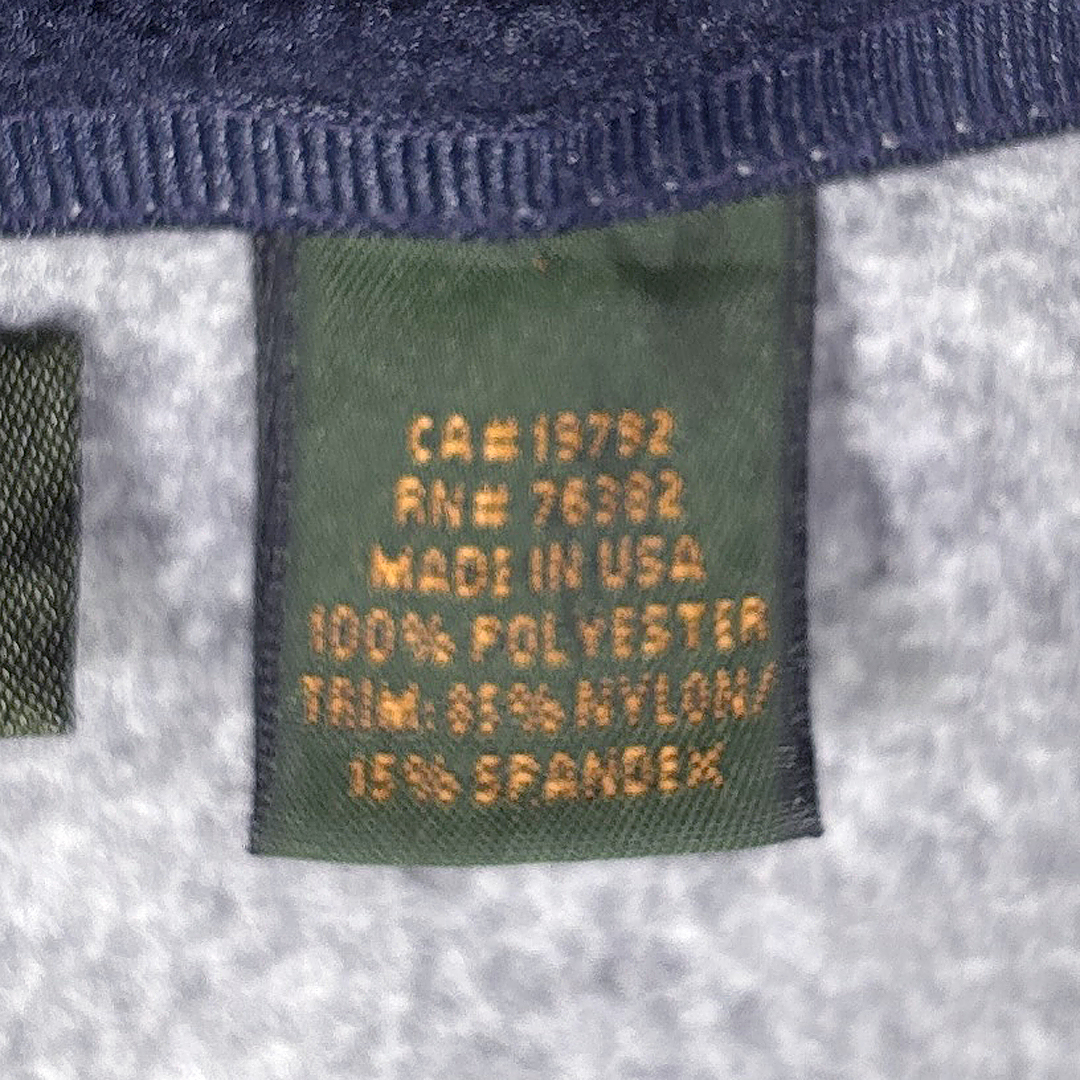 CA# 19792
RN# 76382
MADE IN USA
100% POLYESTER
TRIM: 85% NYLON/
15% SPANDEX